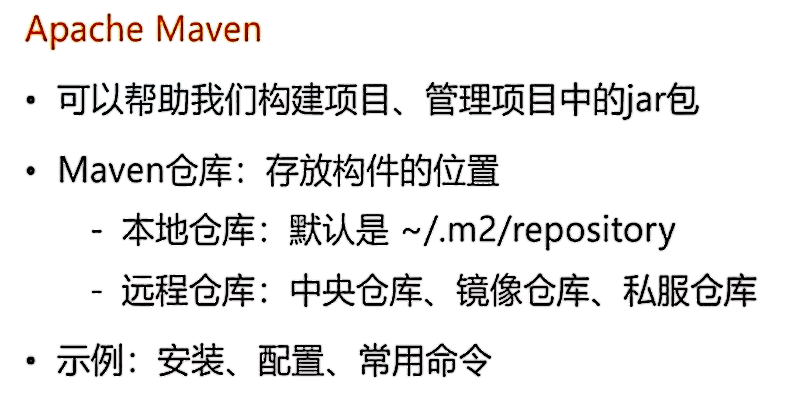 Apache Maven
• 可以帮助我们构建项目、管理项目中的jar包
• Maven仓库：存放构件的位置
- 本地仓库：默认是 ~/.m2/repository
- 远程仓库：中央仓库、镜像仓库、私服仓库
• 示例：安装、配置、常用命令